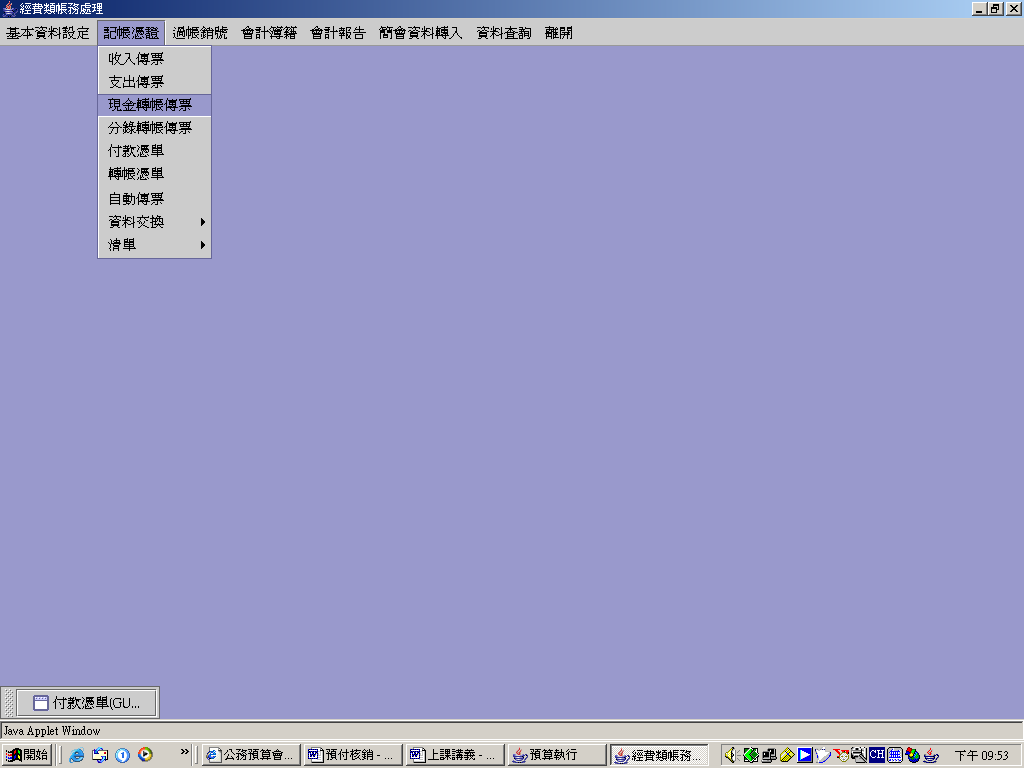 經費類帳務處理
基本資料設定 記帳憑證 過帳銷號 會計簿籍 會計報告 簡會資料轉入 資料查詢 離開
收入傳票
支出傳票
現金轉帳傳票
分錄轉帳傳票
付款憑單
轉帳憑單
自動傳票
資料交換
清單
付款憑單(GU...
Java Applet Window
開始 » 公務預算會... 預付核銷 - ... 上課講義 - ... 預算執行 經費類帳務... CH 下午 09:53